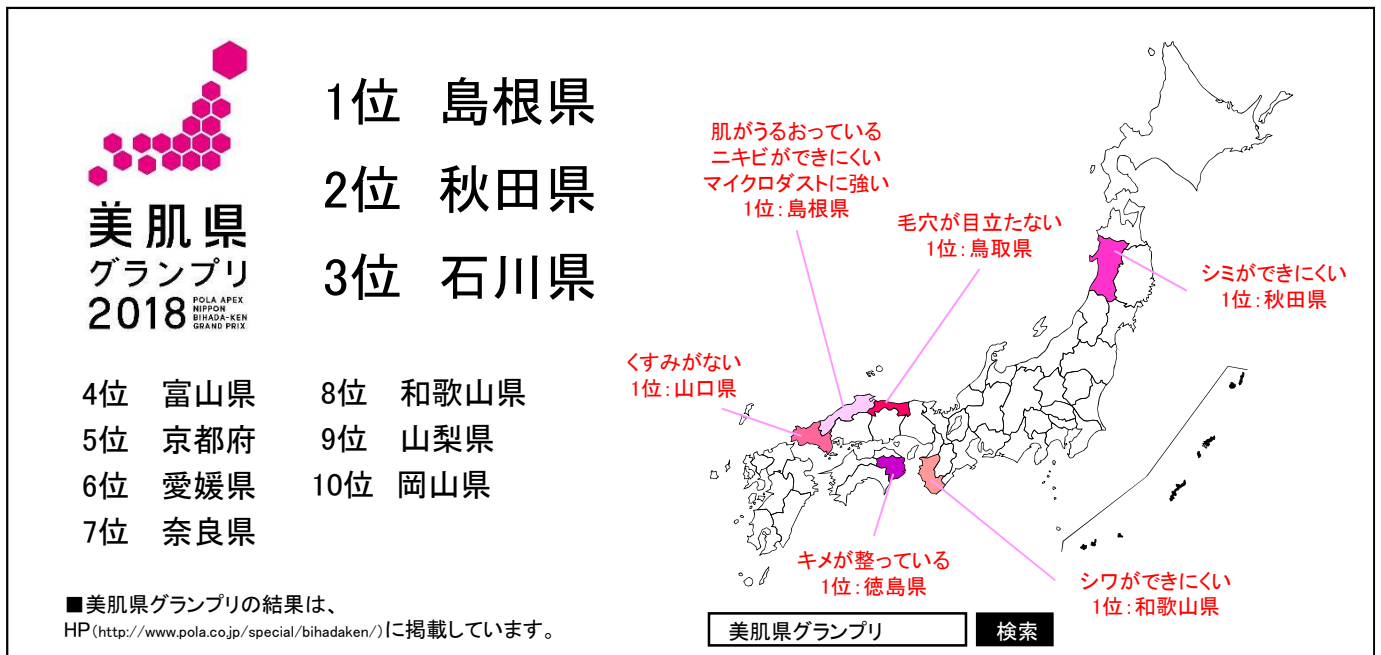 美肌県
グランプリ
2018
POLA APEX
NIPPON
BIHADA-KEN
GRAND PRIX
1位 島根県
2位 秋田県
3位 石川県
4位 富山県
5位 京都府
6位 愛媛県
7位 奈良県
8位 和歌山県
9位 山梨県
10位 岡山県
■美肌県グランプリの結果は、
HP(http://www.pola.co.jp/special/bihadaken/)に掲載しています。
肌がうるおっている
ニキビができにくい
マイクロダストに強い
1位:島根県
毛穴が目立たない
1位:鳥取県
シミができにくい
1位:秋田県
くすみがない
1位:山口県
キメが整っている
1位:徳島県
シワができにくい
1位:和歌山県
美肌県グランプリ 検索